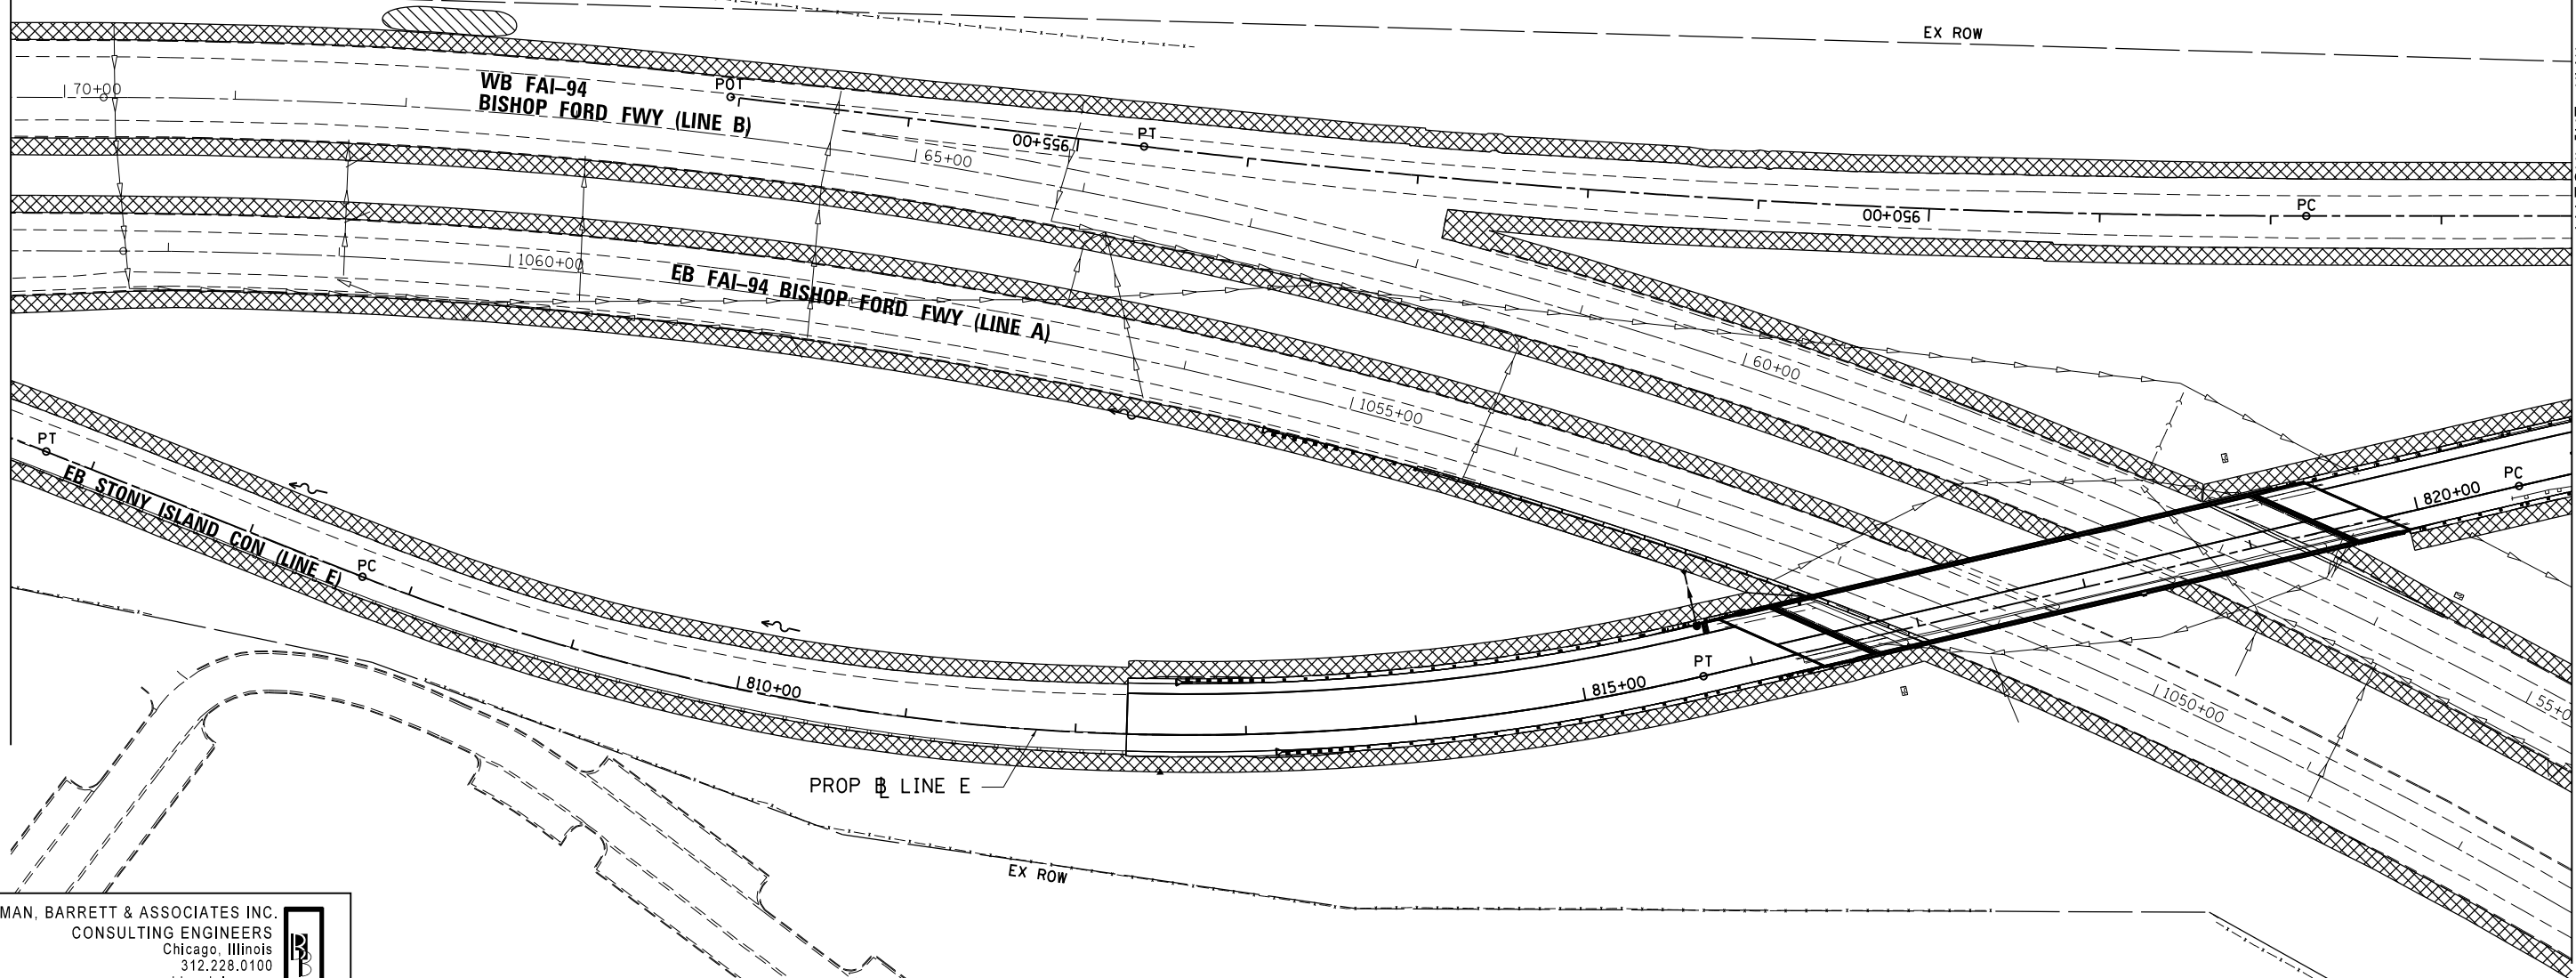 EX ROW
WB FAI–94
BISHOP FORD FWY (LINE B)
70+00
POT
955+00
PT
65+00
950+00
PC
1060+00
EB FAI–94 BISHOP FORD FWY (LINE A)
60+00
1055+00
PT
EB STONY ISLAND CON (LINE E)
PC
820+00
PC
810+00
815+00
PT
1050+00
55+0
PROP BL LINE E
EX ROW
MAN, BARRETT & ASSOCIATES INC.
CONSULTING ENGINEERS
Chicago, Illinois
312.228.0100